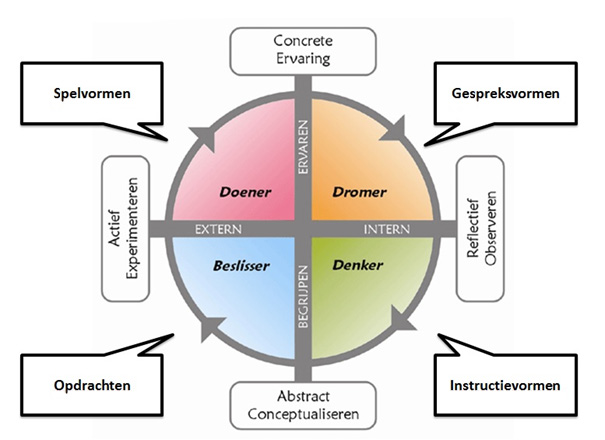 Concrete
Ervaring
Spelvormen
Gespreksvormen
ERVAREN
Doener
Dromer
Actief
Experimenteren
EXTERN
INTERN
Reflectief
Observeren
Beslisser
Denker
BEGRIJPEN
Opdrachten
Instructievormen
Abstract
Conceptualiseren